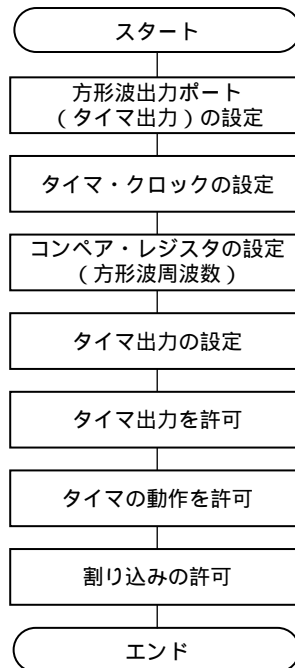 スタート
方形波出力ポート
（タイマ出力）の設定
タイマ・クロックの設定
コンペア・レジスタの設定
（方形波周波数）
タイマ出力の設定
タイマ出力を許可
タイマの動作を許可
割り込みの許可
エンド